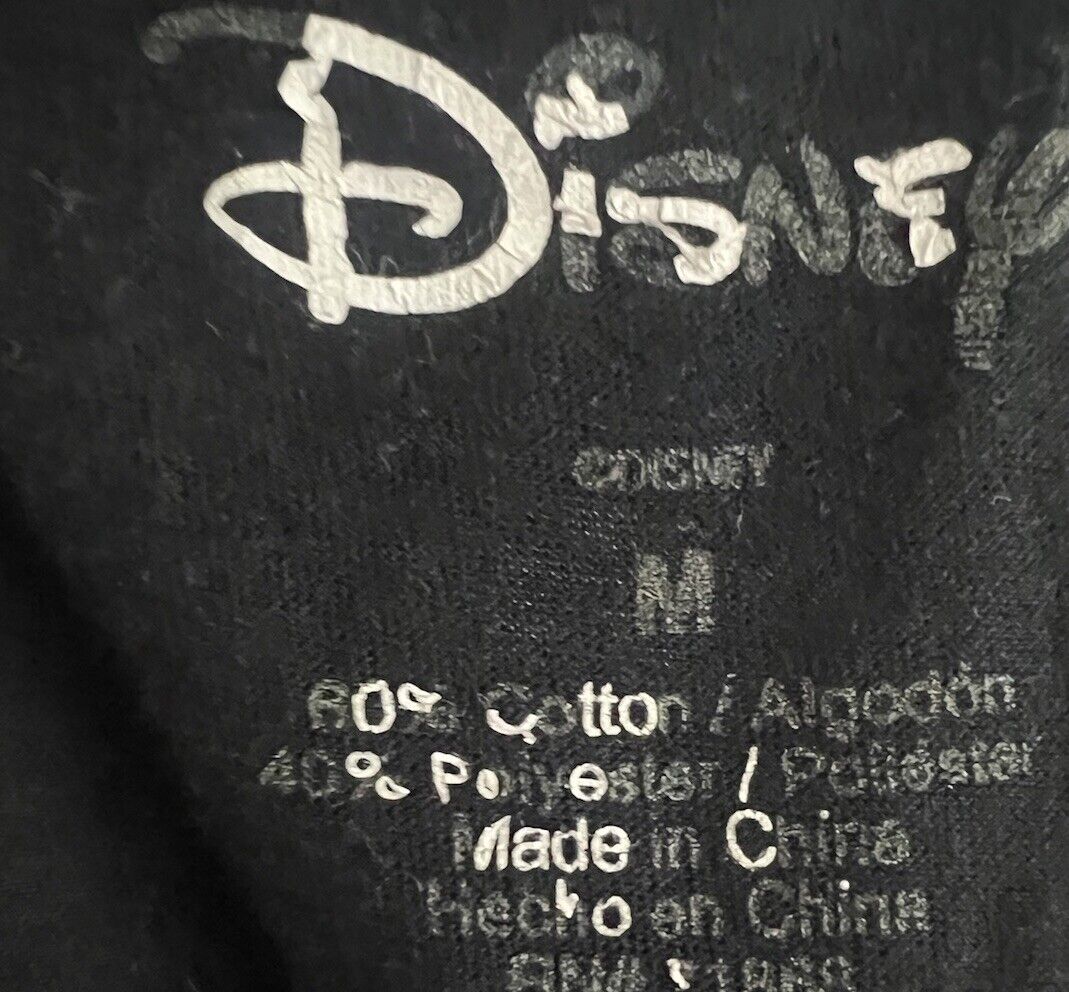 Disney
©DISNEY
M
60% Cotton / Algodón
40% Polyester / Poliéster
Made in China
Hecho en China